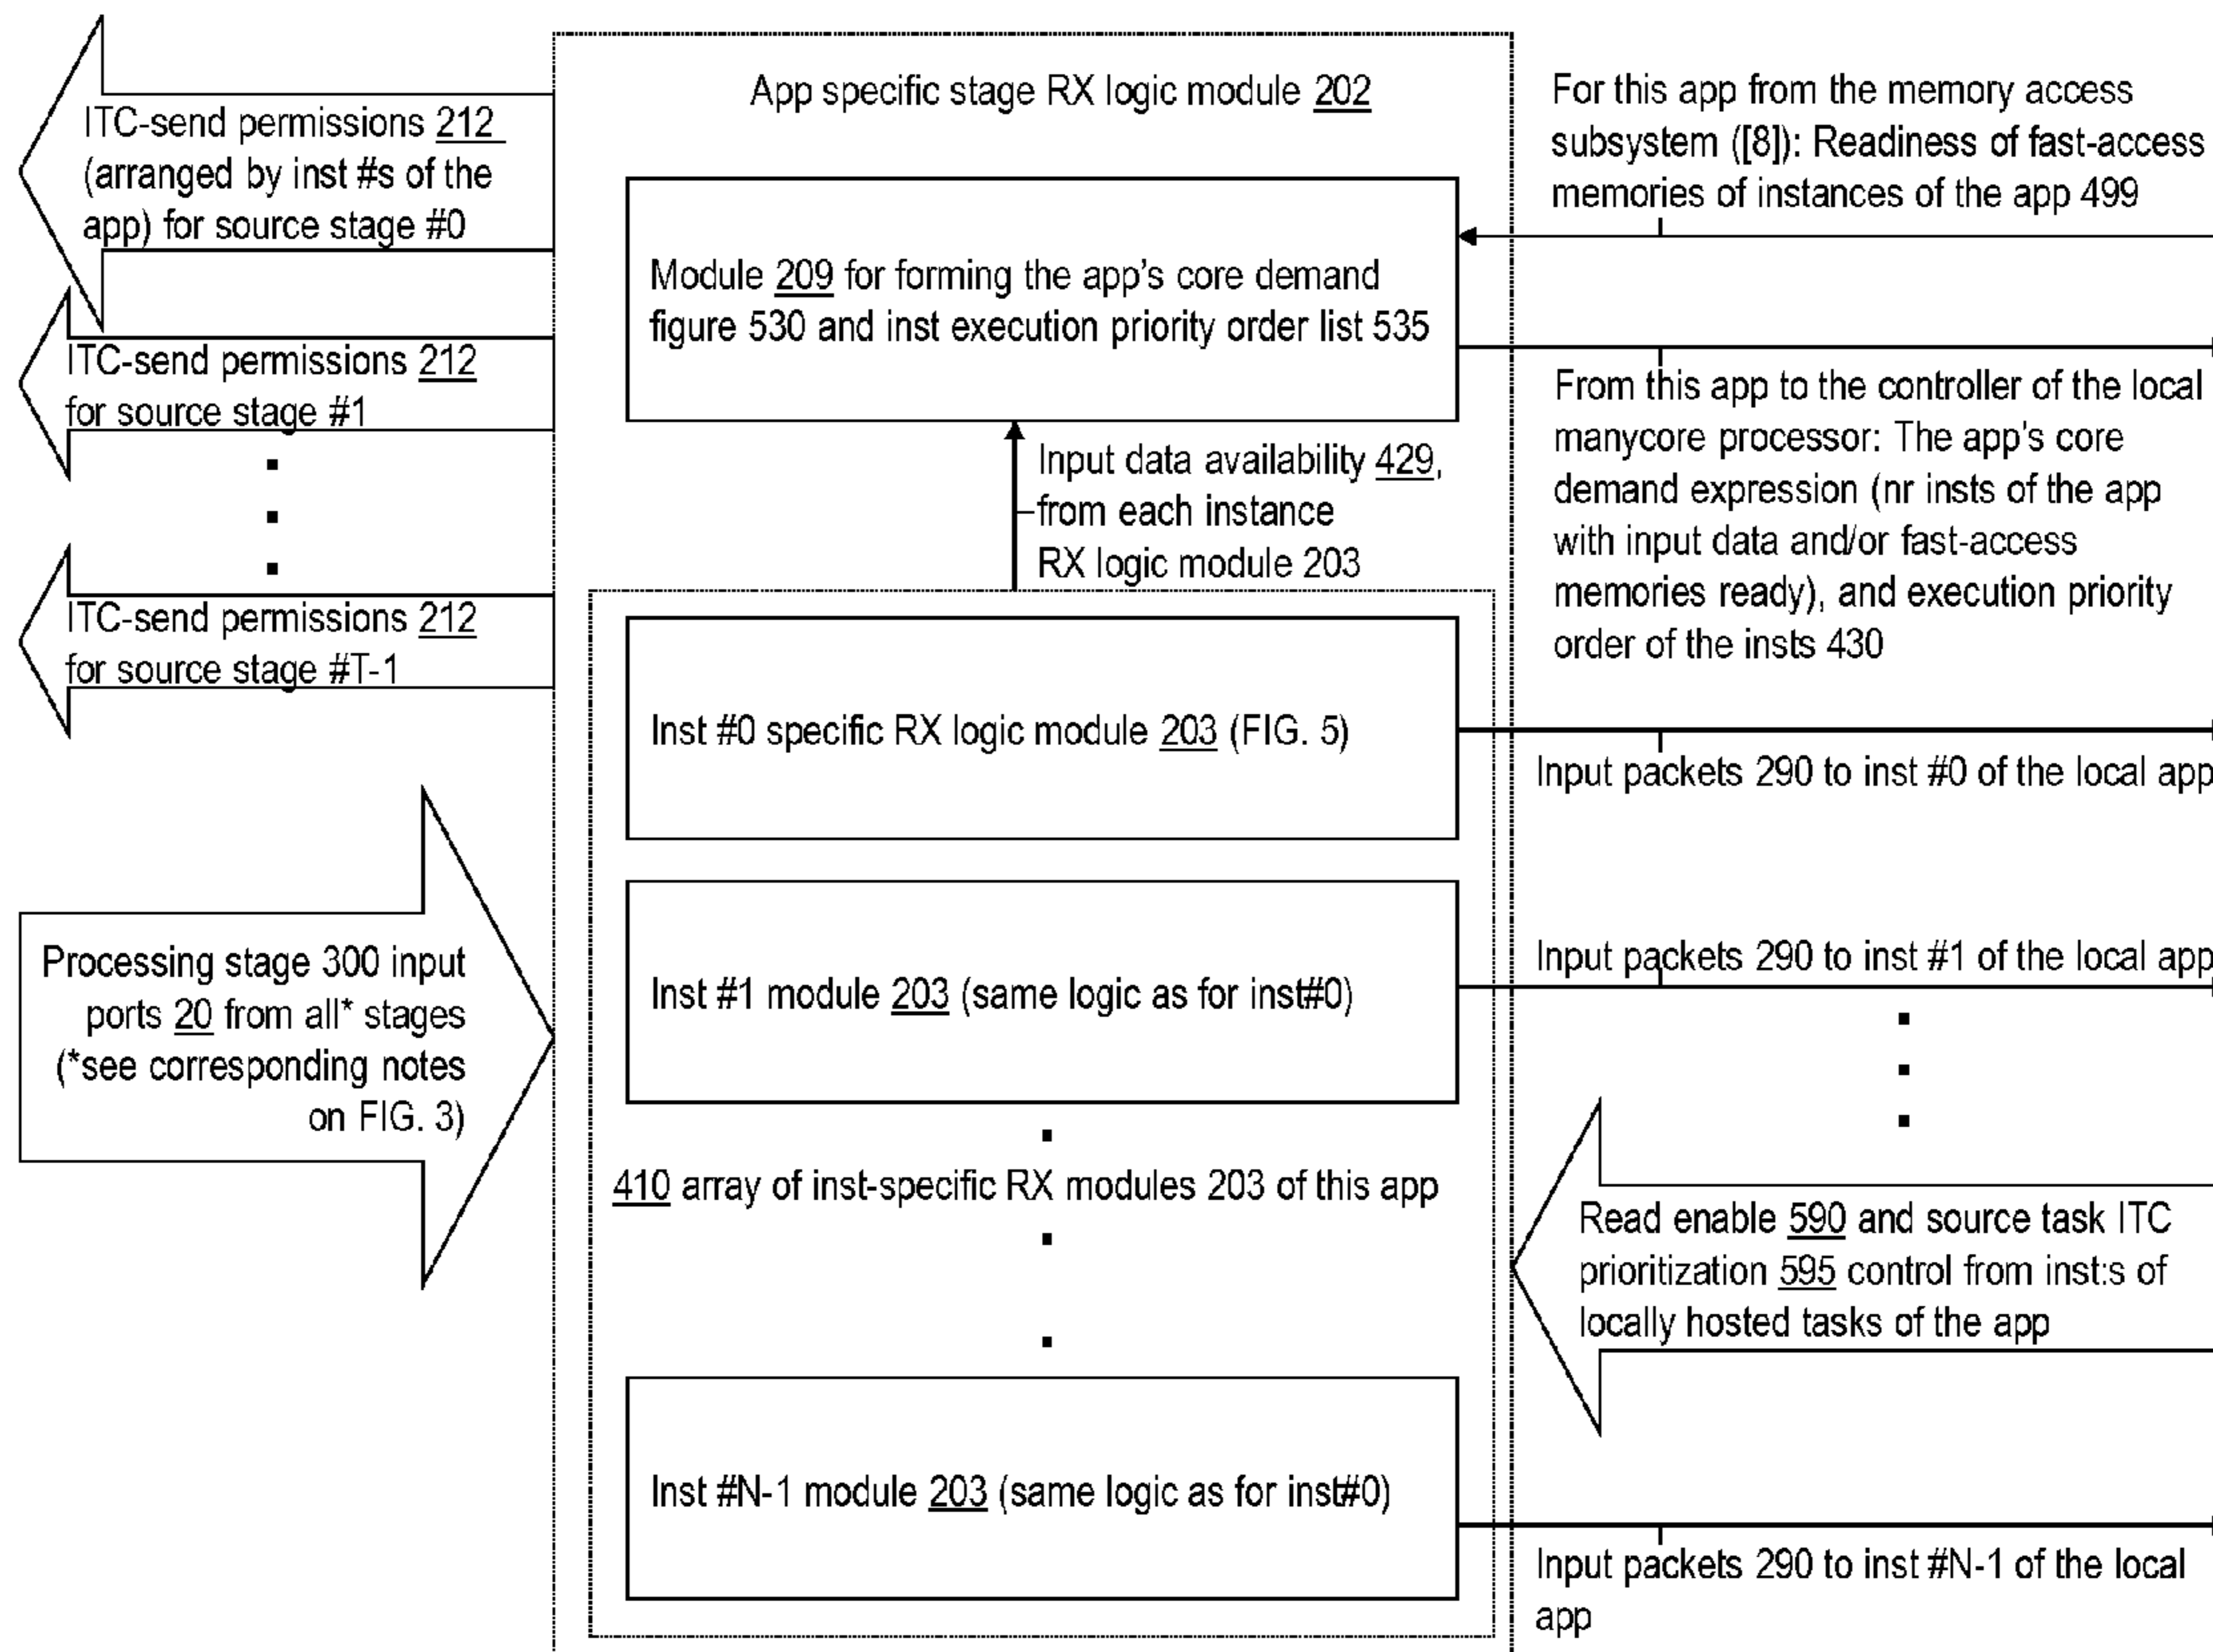 ITC-send permissions 212
(arranged by inst #s of the
app) for source stage #0
ITC-send permissions 212
for source stage #1
ITC-send permissions 212
for source stage #T-1
Processing stage 300 input
ports 20 from all* stages
(*see corresponding notes
on FIG. 3)
App specific stage RX logic module 202
Module 209 for forming the app's core demand
figure 530 and inst execution priority order list 535
Input data availability 429,
from each instance
RX logic module 203
Inst #0 specific RX logic module 203 (FIG. 5)
Inst #1 module 203 (same logic as for inst#0)
410 array of inst-specific RX modules 203 of this app
Inst #N-1 module 203 (same logic as for inst#0)
For this app from the memory access
subsystem ([8]): Readiness of fast-access
memories of instances of the app 499
From this app to the controller of the local
manycore processor: The app's core
demand expression (nr insts of the app
with input data and/or fast-access
memories ready), and execution priority
order of the insts 430
Input packets 290 to inst #0 of the local app
Input packets 290 to inst #1 of the local app
Read enable 590 and source task ITC
prioritization 595 control from inst:s of
locally hosted tasks of the app
Input packets 290 to inst #N-1 of the local
app